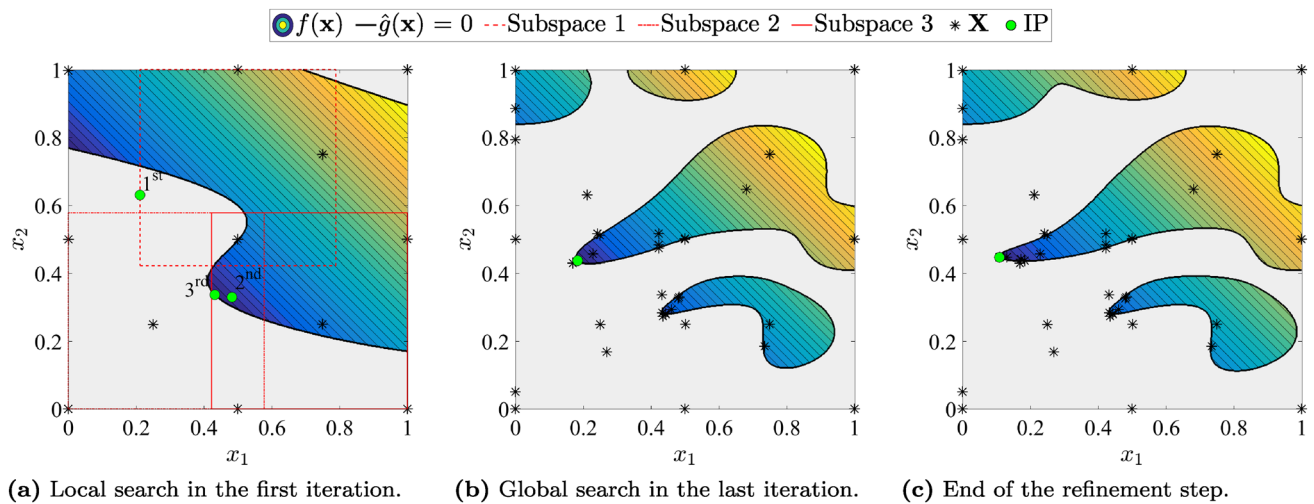 f(x) ĝ(x) = 0 Subspace 1 Subspace 2 Subspace 3 X IP
1
0.8
0.6
0.4
0.2
0
x₂
1st
2nd
3rd
0 0.2 0.4 0.6 0.8 1
x₁
1
0.8
0.6
0.4
0.2
0
x₂
0 0.2 0.4 0.6 0.8 1
x₁
1
0.8
0.6
0.4
0.2
0
x₂
0 0.2 0.4 0.6 0.8 1
x₁
(a) Local search in the first iteration.
(b) Global search in the last iteration.
(c) End of the refinement step.